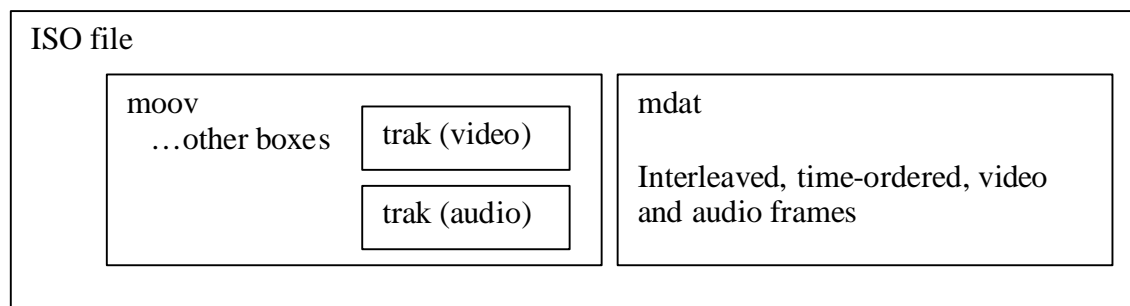 ISO file
moov
…other boxes
trak (video)
trak (audio)
mdat
Interleaved, time-ordered, video
and audio frames